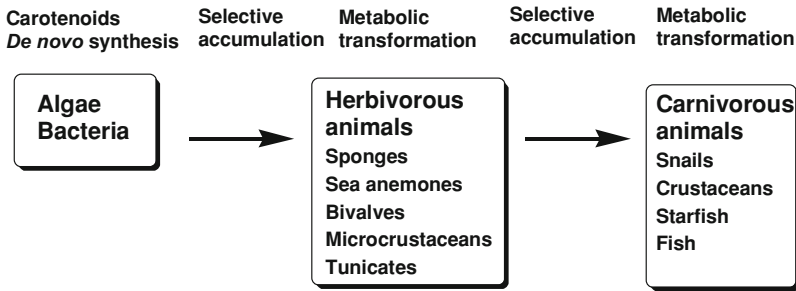 Carotenoids
De novo synthesis
Selective
accumulation
Metabolic
transformation
Selective
accumulation
Metabolic
transformation
Algae
Bacteria
Herbivorous
animals
Sponges
Sea anemones
Bivalves
Microcrustaceans
Tunicates
Carnivorous
animals
Snails
Crustaceans
Starfish
Fish